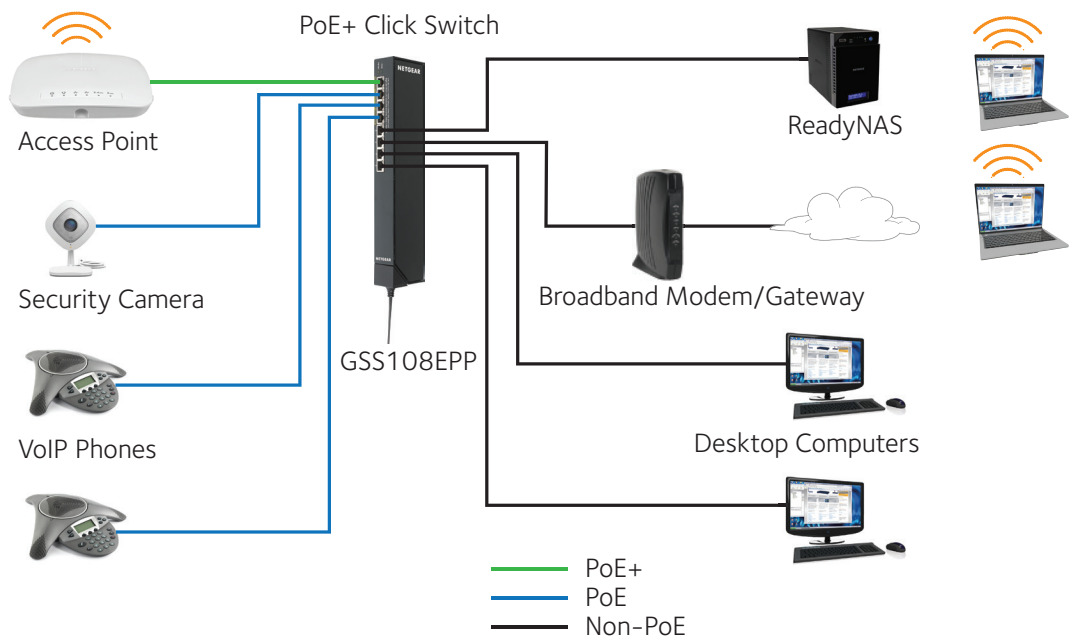 PoE+ Click Switch
NETGEAR
Access Point
ReadyNAS
Security Camera
NETGEAR
Broadband Modem/Gateway
GSS108EPP
VoIP Phones
Desktop Computers
PoE+
PoE
Non-PoE